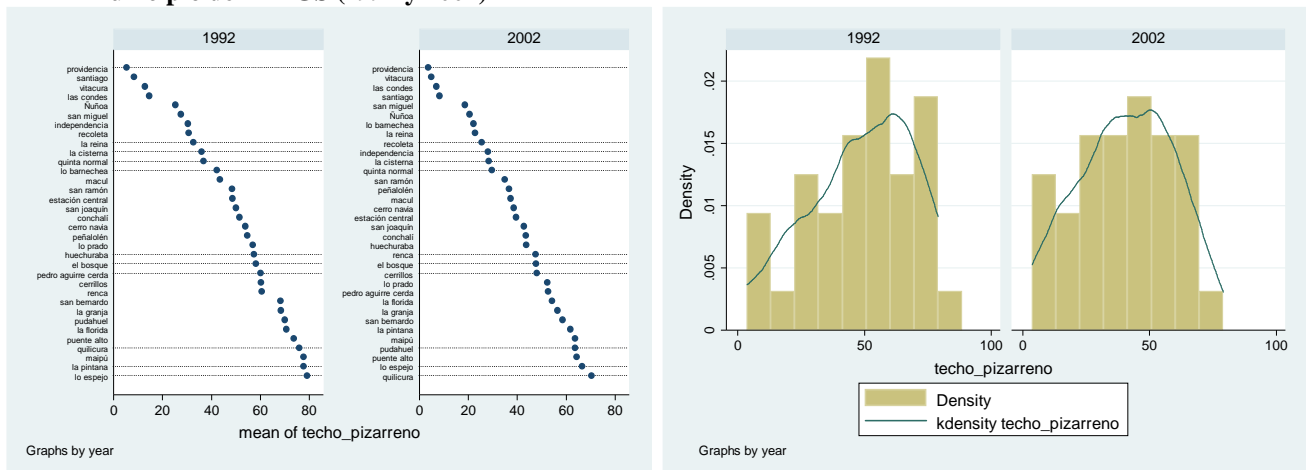 1992
providencia
santiago
vitacura
las condes
Ñuñoa
san miguel
independencia
recoleta
la reina
la cisterna
quinta normal
lo barnechea
macul
san ramón
estación central
san joaquín
conchalí
cerro navia
peñalolén
lo prado
huechuraba
el bosque
pedro aguirre cerda
cerrillos
renca
san bernardo
la granja
pudahuel
la florida
puente alto
quilicura
maipú
la pintana
lo espejo
0 20 40 60 80
2002
providencia
vitacura
las condes
santiago
san miguel
Ñuñoa
lo barnechea
la reina
recoleta
independencia
la cisterna
quinta normal
san ramón
peñalolén
macul
cerro navia
estación central
san joaquín
conchalí
huechuraba
renca
el bosque
cerrillos
lo prado
pedro aguirre cerda
la florida
la granja
san bernardo
la pintana
maipú
pudahuel
puente alto
lo espejo
quilicura
0 20 40 60 80
mean of techo_pizarreno
Graphs by year
1992
2002
Density
.02
.015
.01
.005
0
0 50 100
0 50 100
techo_pizarreno
Density
kdensity techo_pizarreno
Graphs by year